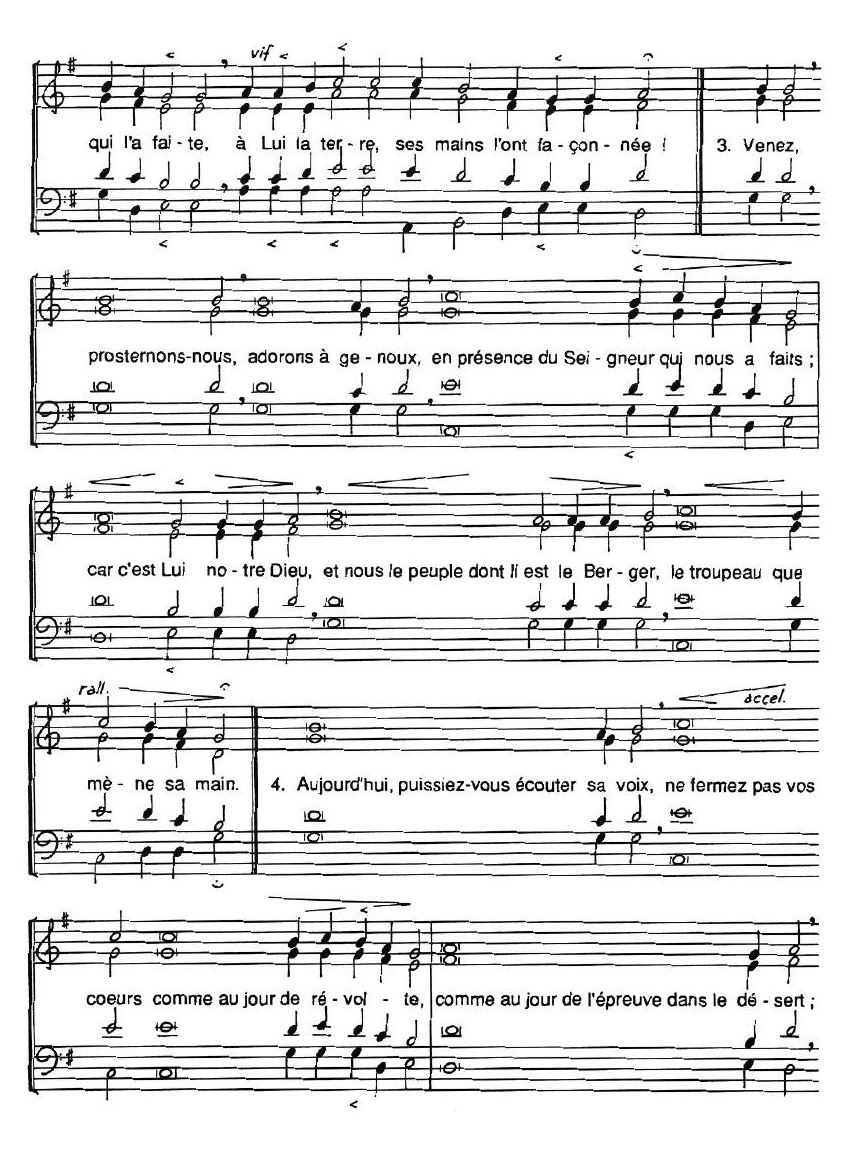 vif
qui l'a fai - te, à Lui la ter - re, ses mains l'ont fa - çon - née ! 3. Venez,
prosternons-nous, adorons à ge - noux, en présence du Sei - gneur qui nous a faits ;
car c'est Lui no - tre Dieu, et nous le peuple dont Il est le Ber - ger, le troupeau que
rall.
accel.
mè - ne sa main. 4. Aujourd'hui, puissiez-vous écouter sa voix, ne fermez pas vos
coeurs comme au jour de ré - vol - te, comme au jour de l'épreuve dans le dé - sert ;